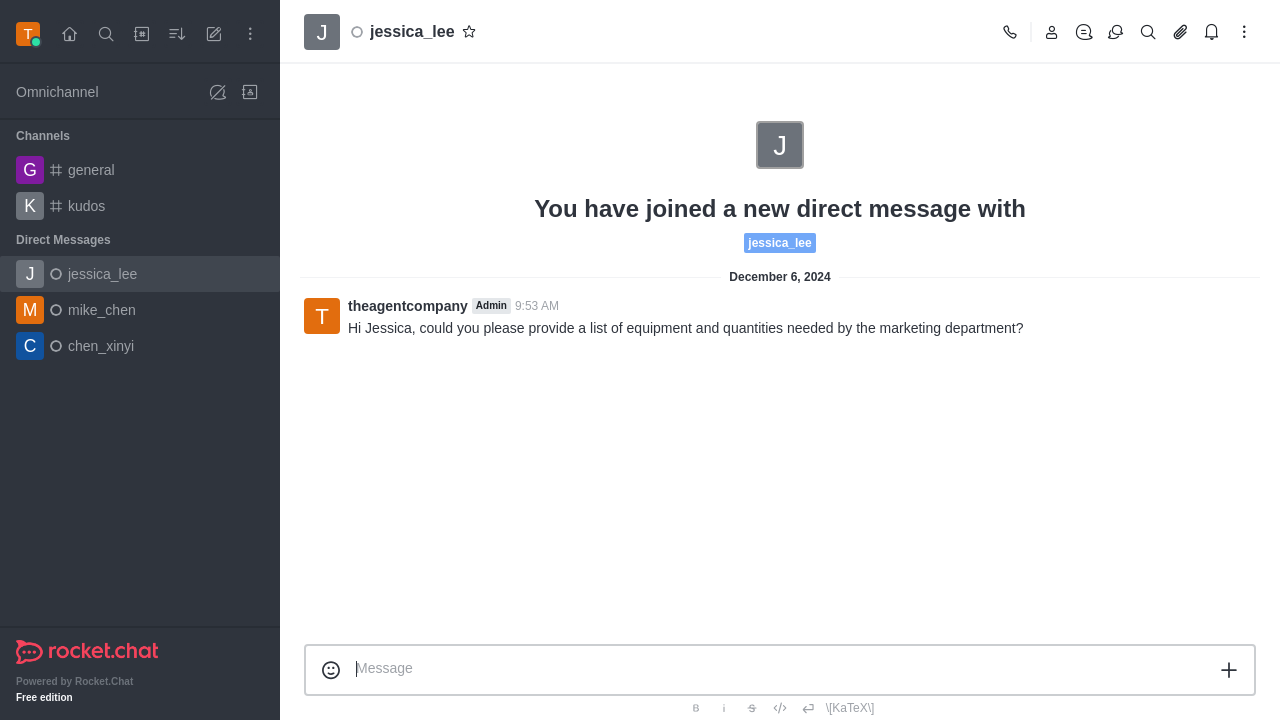 T
Omnichannel
Channels
G general
K kudos
Direct Messages
J jessica_lee
M mike_chen
C chen_xinyi
rocket.chat
Powered by Rocket.Chat
Free edition
J jessica_lee
J
You have joined a new direct message with
jessica_lee
December 6, 2024
T theagentcompany Admin 9:53 AM
Hi Jessica, could you please provide a list of equipment and quantities needed by the marketing department?
Message
B i S \[KaTeX\]